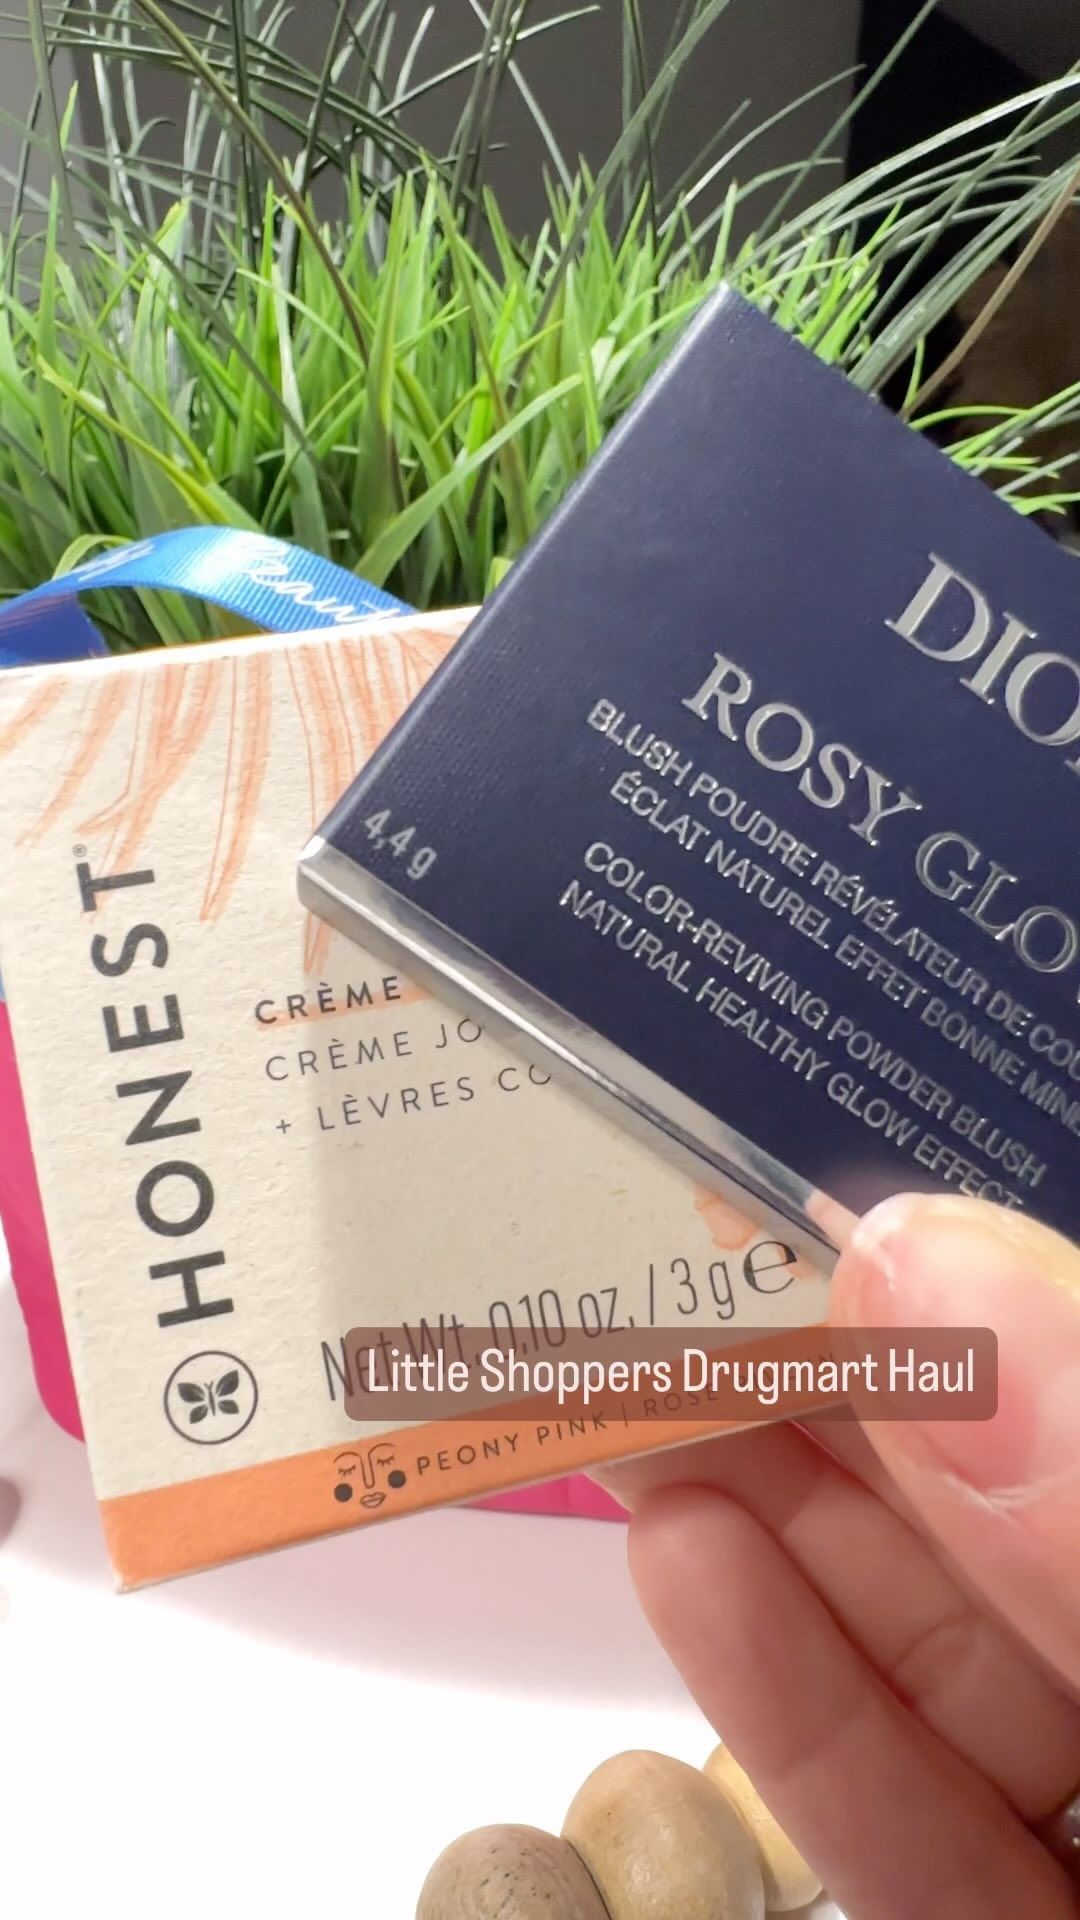 Beauty
DIO
ROSY GLO
BLUSH POUDRE RÉVÉLATEUR DE COU
ÉCLAT NATUREL EFFET BONNE MINE
COLOR-REVIVING POWDER BLUSH
NATURAL HEALTHY GLOW EFFECT
4,4 g
HONEST®
CRÈME
CRÈME JO
+ LÈVRES CO
Net Wt. 0.10 oz. / 3 g e
Little Shoppers Drugmart Haul
PEONY PINK | ROSE